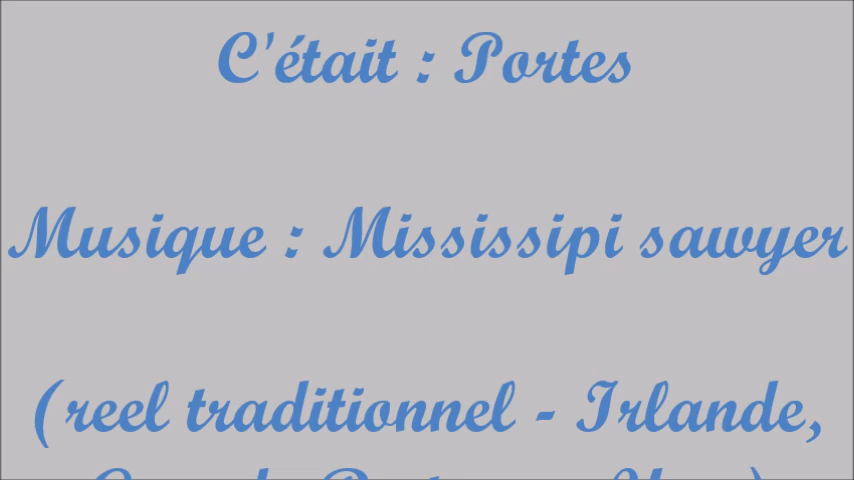 C'était : Portes
Musique : Mississipi sawyer
(reel traditionnel - Irlande,